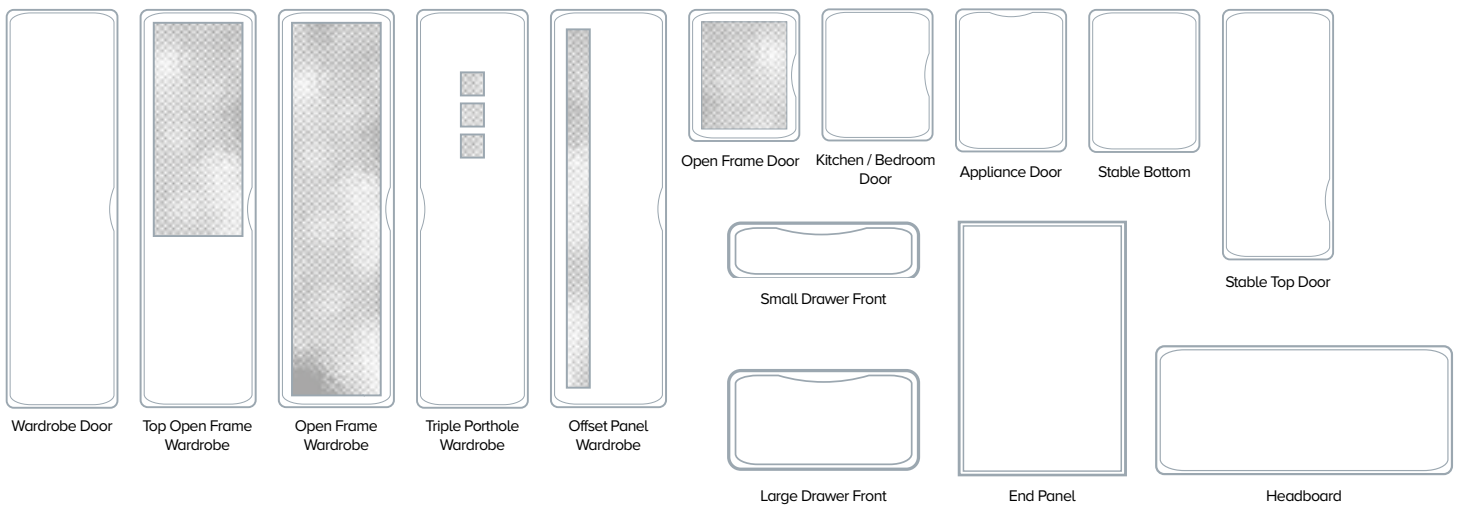 Open Frame Door
Kitchen / Bedroom
Door
Appliance Door
Stable Bottom
Stable Top Door
Small Drawer Front
Wardrobe Door
Top Open Frame
Wardrobe
Open Frame
Wardrobe
Triple Porthole
Wardrobe
Offset Panel
Wardrobe
Large Drawer Front
End Panel
Headboard